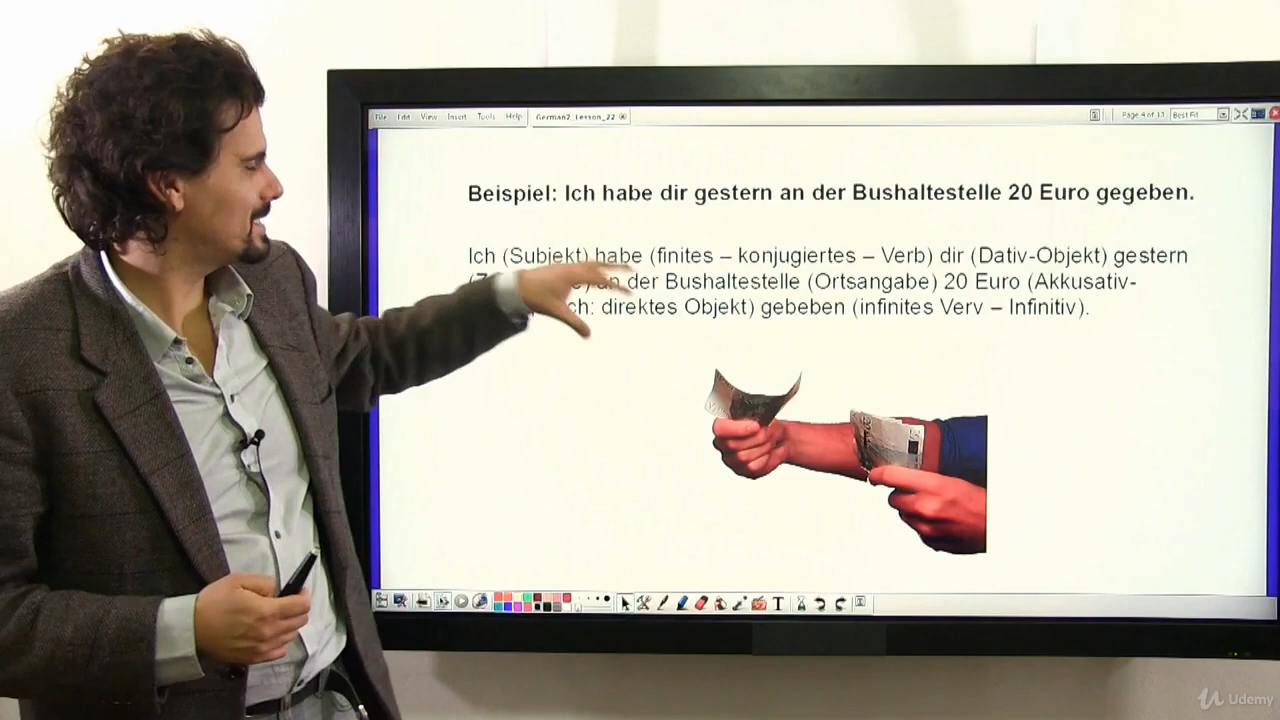 File Edit View Insert Tools Help German2_Lesson_22 Page 4 of 13 Best Fit
Beispiel: Ich habe dir gestern an der Bushaltestelle 20 Euro gegeben.
Ich (Subjekt) habe (finites – konjugiertes – Verb) dir (Dativ-Objekt) gestern
an der Bushaltestelle (Ortsangabe) 20 Euro (Akkusativ-
direktes Objekt) gebeben (infinites Verv – Infinitiv).
20
T
Udemy